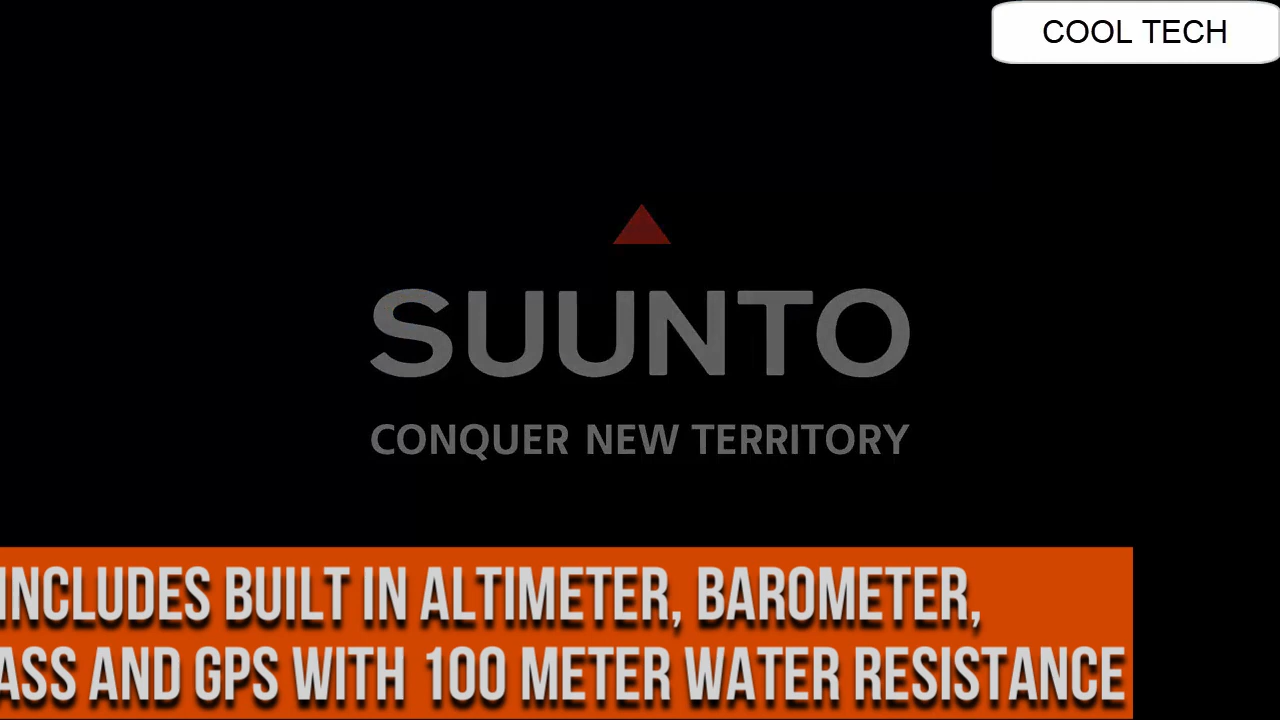 COOL TECH
SUUNTO
CONQUER NEW TERRITORY
INCLUDES BUILT IN ALTIMETER, BAROMETER,
ASS AND GPS WITH 100 METER WATER RESISTANCE